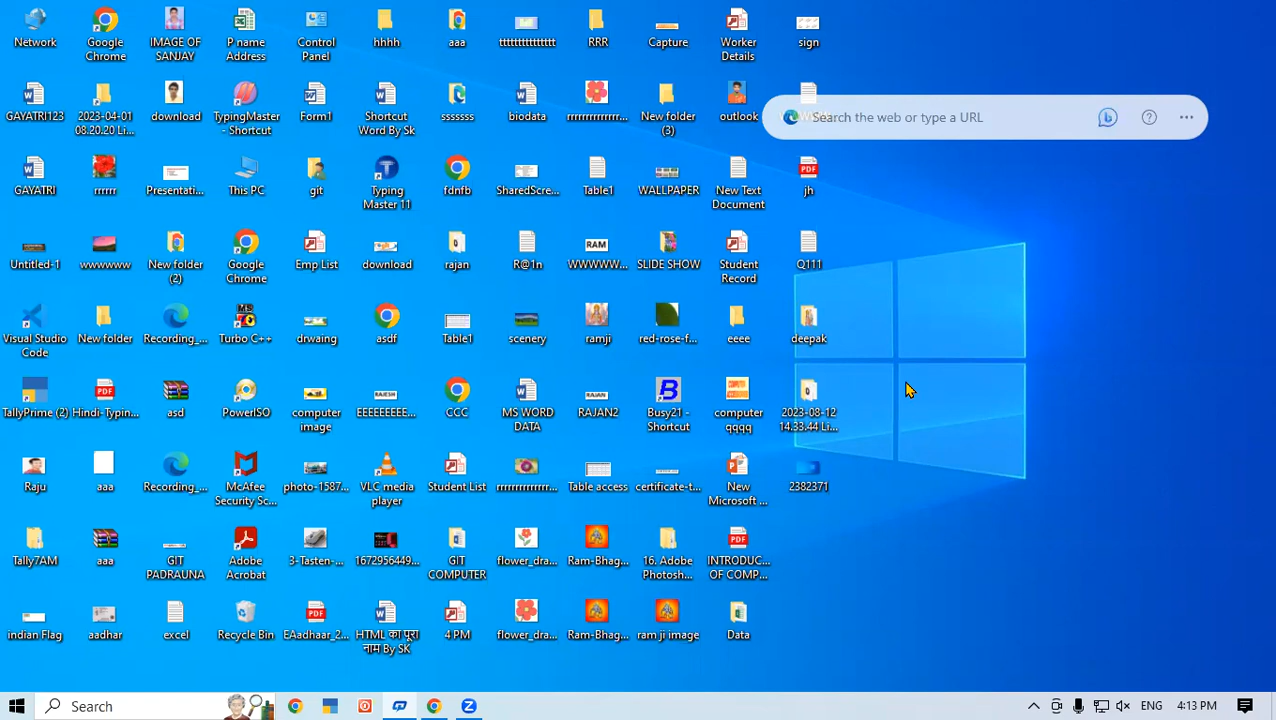 Network
Google
Chrome
IMAGE OF
SANJAY
P name
Address
Control
Panel
hhhh
aaa
tttttttttttttttt
RRR
Capture
Worker
Details
sign
GAYATRI123
2023-04-01
08.20.20 Li...
download
TypingMaster
- Shortcut
Form1
Shortcut
Word By Sk
sssssss
biodata
rrrrrrrrrrrrr...
New folder
(3)
outlook
Search the web or type a URL
GAYATRI
rrrrrr
Presentati...
This PC
git
Typing
Master 11
fdnfb
SharedScre...
Table1
WALLPAPER
New Text
Document
jh
Untitled-1
wwwwww
New folder
(2)
Google
Chrome
Emp List
download
rajan
R@1n
RAM
WWWWW...
SLIDE SHOW
Student
Record
Q111
Visual Studio
Code
New folder
Recording_...
MS
Turbo C++
drwaing
asdf
Table1
scenery
ramji
red-rose-f...
eeee
deepak
TallyPrime (2)
Hindi-Typin...
asd
PowerISO
computer
image
RAJESH
EEEEEEEEE...
CCC
MS WORD
DATA
RAJAN
RAJAN2
Busy21 -
Shortcut
COMPUTER
computer
qqqq
2023-08-12
14.33.44 Li...
Raju
aaa
Recording_...
McAfee
Security Sc...
photo-1587...
VLC media
player
Student List
rrrrrrrrrrrrrr...
Table access
certificate-t...
New
Microsoft ...
2382371
Tally7AM
aaa
GIT
PADRAUNA
Adobe
Acrobat
3-Tasten-...
1672956449...
GIT
COMPUTER
flower_dra...
Ram-Bhag...
16. Adobe
Photosh...
INTRODUC...
OF COMP...
indian Flag
aadhar
excel
Recycle Bin
EAadhaar_2...
HTML का पूरा
नाम By SK
4 PM
flower_dra...
Ram-Bhag...
ram ji image
Data
Search
ENG
4:13 PM